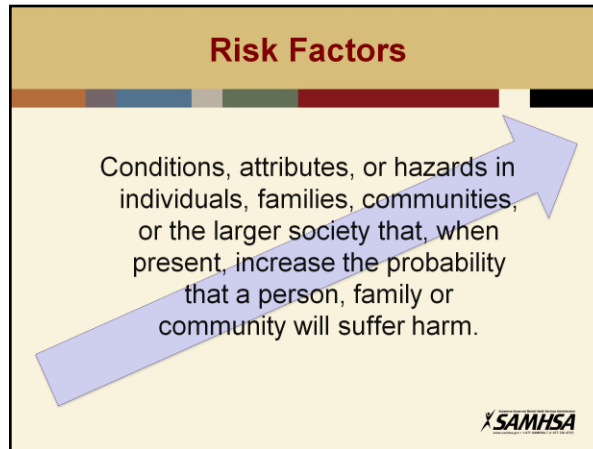 Risk Factors
Conditions, attributes, or hazards in
individuals, families, communities,
or the larger society that, when
present, increase the probability
that a person, family or
community will suffer harm.
SAMHSA